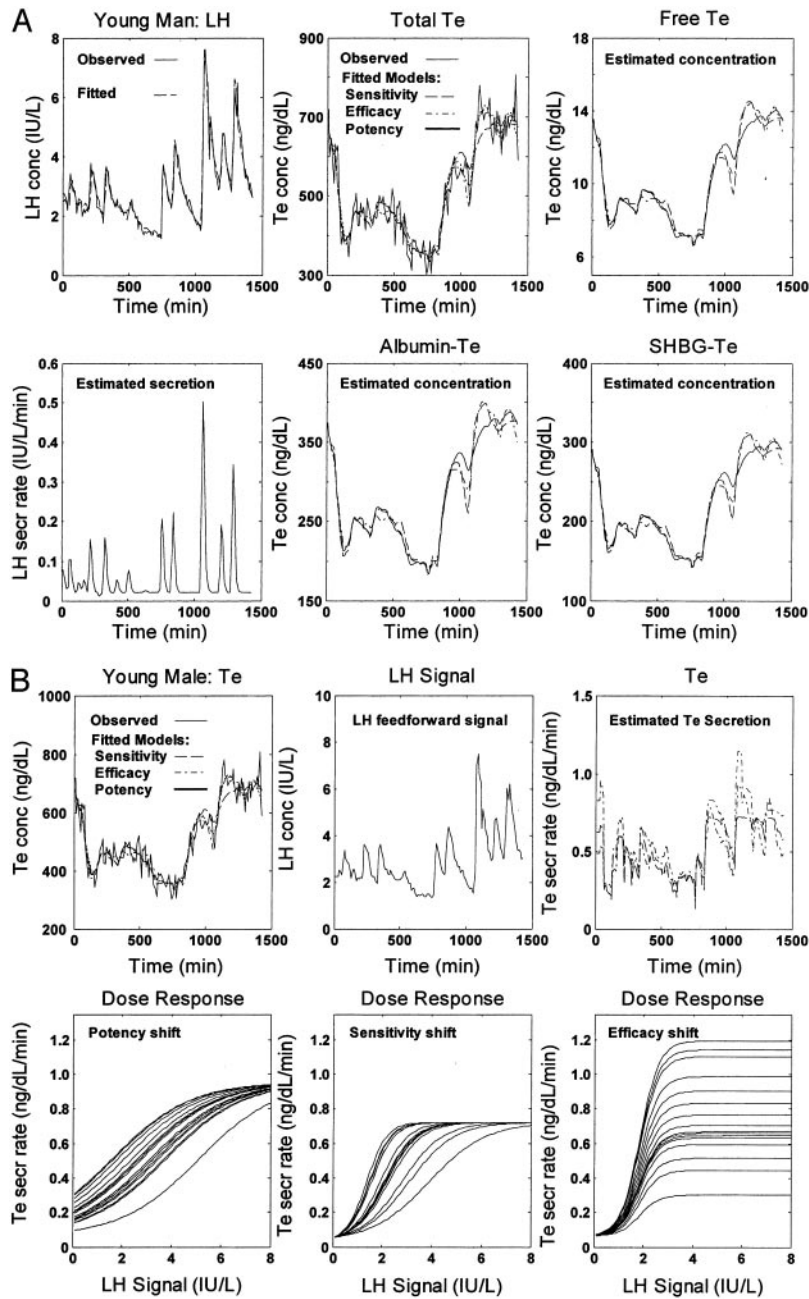 A
Young Man: LH
LH conc (IU/L)
8
6
4
2
0
Observed
Fitted
0 500 1000 1500
Time (min)
Total Te
Te conc (ng/dL)
900
700
500
300
Observed
Fitted Models:
Sensitivity
Efficacy
Potency
0 500 1000 1500
Time (min)
Free Te
Te conc (ng/dL)
18
14
10
6
Estimated concentration
0 500 1000 1500
Time (min)
LH secr rate (IU/L/min)
0.6
0.5
0.4
0.3
0.2
0.1
0
Estimated secretion
0 500 1000 1500
Time (min)
Albumin-Te
Te conc (ng/dL)
450
350
250
150
Estimated concentration
0 500 1000 1500
Time (min)
SHBG-Te
Te conc (ng/dL)
400
300
200
100
Estimated concentration
0 500 1000 1500
Time (min)
B
Young Male: Te
Te conc (ng/dL)
1000
800
600
400
200
Observed
Fitted Models:
Sensitivity
Efficacy
Potency
0 500 1000 1500
Time (min)
LH Signal
LH conc (IU/L)
10
8
6
4
2
0
LH feedforward signal
0 500 1000 1500
Time (min)
Te
Te secr rate (ng/dL/min)
1.5
1.0
0.5
0
Estimated Te Secretion
0 500 1000 1500
Time (min)
Dose Response
Te secr rate (ng/dL/min)
1.2
1.0
0.8
0.6
0.4
0.2
0
Potency shift
0 2 4 6 8
LH Signal (IU/L)
Dose Response
Te secr rate (ng/dL/min)
1.2
1.0
0.8
0.6
0.4
0.2
0
Sensitivity shift
0 2 4 6 8
LH Signal (IU/L)
Dose Response
Te secr rate (ng/dL/min)
1.2
1.0
0.8
0.6
0.4
0.2
0
Efficacy shift
0 2 4 6 8
LH Signal (IU/L)